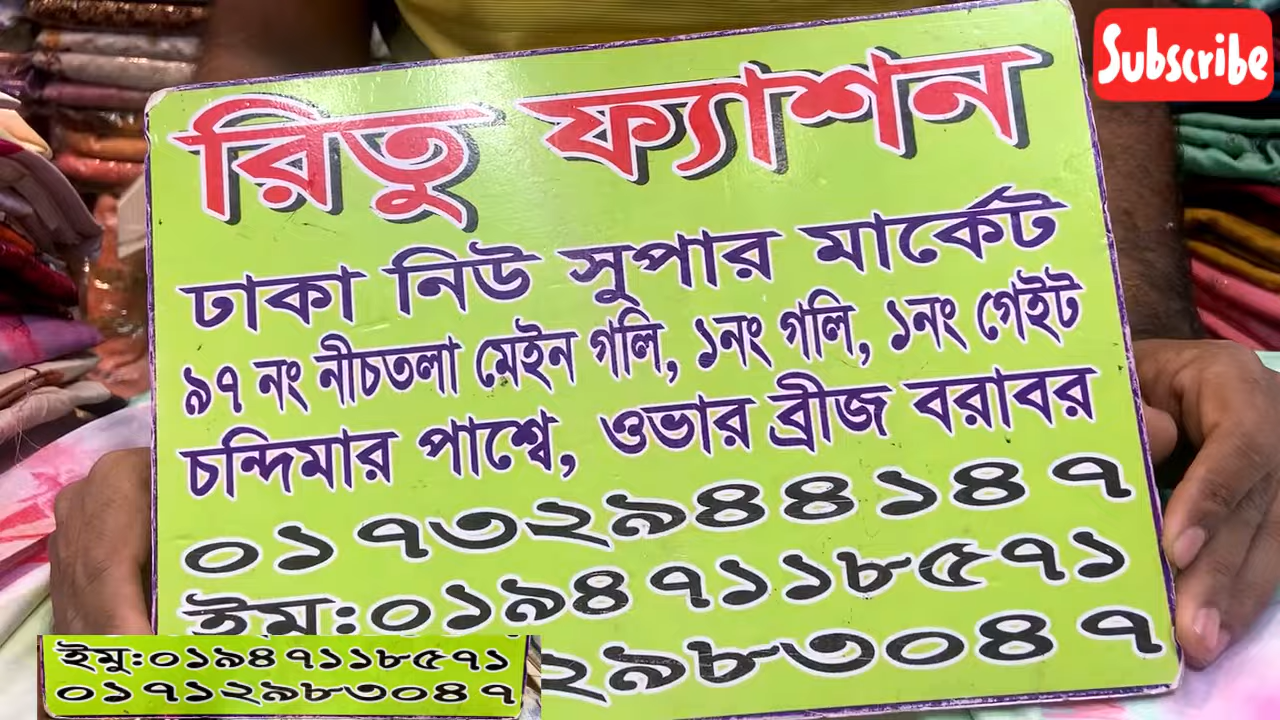 Subscribe
রিতু ফ্যাশন
ঢাকা নিউ সুপার মার্কেট
৯৭ নং নীচতলা মেইন গলি, ১নং গলি, ১নং গেইট
চন্দিমার পাশ্বে, ওভার ব্রীজ বরাবর
০১৭৩২৯৪৪১৪৭
ইমু:০১৯৪৭১১৮৫৭১
২৯৮৩০৪৭
ইমু:০১৯৪৭১১৮৫৭১
০১৭১২৯৮৩০৪৭